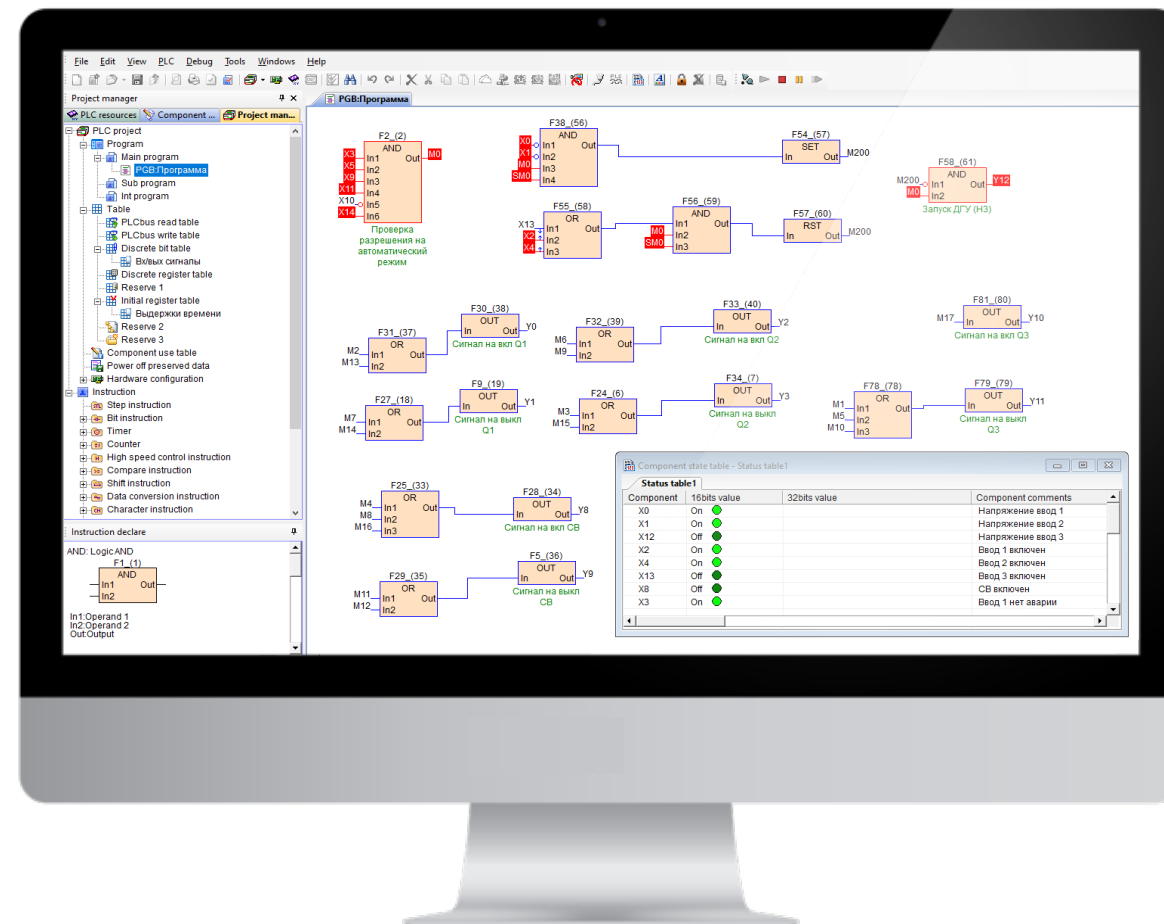 File Edit View PLC Debug Tools Windows Help
Project manager
PLC resources Component ... Project man...
PLC project
Program
Main program
PGB:Программа
Sub program
Int program
Table
PLCbus read table
PLCbus write table
Discrete bit table
Вх/вых сигналы
Discrete register table
Reserve 1
Initial register table
Выдержки времени
Reserve 2
Reserve 3
Component use table
Power off preserved data
Hardware configuration
Instruction
Step instruction
Bit instruction
Timer
Counter
High speed control instruction
Compare instruction
Shift instruction
Data conversion instruction
Character instruction
Instruction declare
AND: Logic AND
F1_(1)
AND
In1 Out
In2
In1:Operand 1
In2:Operand 2
Out:Output
PGB:Программа
F2_(2)
AND
X3 In1 Out M0
X5 In2
X9 In3
X11 In4
X10 In5
X14 In6
Проверка
разрешения на
автоматический
режим
F38_(56)
AND
X0 In1 Out
X1 In2
M0 In3
SM0 In4
F54_(57)
SET
In Out M200
F55_(58)
OR
X13 In1 Out
X2 In2
X4 In3
F56_(59)
AND
In1 Out
M0 In2
SM0 In3
F57_(60)
RST
In Out M200
F58_(61)
AND
M200 In1 Out Y12
M0 In2
Запуск ДГУ (НЗ)
F31_(37)
OR
M2 In1 Out
M13 In2
F30_(38)
OUT
In Out Y0
Сигнал на вкл Q1
F32_(39)
OR
M6 In1 Out
M9 In2
F33_(40)
OUT
In Out Y2
Сигнал на вкл Q2
F81_(80)
OUT
M17 In Out Y10
Сигнал на вкл Q3
F27_(18)
OR
M7 In1 Out
M14 In2
F9_(19)
OUT
In Out Y1
Сигнал на выкл
Q1
F24_(6)
OR
M3 In1 Out
M15 In2
F34_(7)
OUT
In Out Y3
Сигнал на выкл
Q2
F78_(78)
OR
M1 In1 Out
M5 In2
M10 In3
F79_(79)
OUT
In Out Y11
Сигнал на выкл
Q3
F25_(33)
OR
M4 In1 Out
M8 In2
M16 In3
F28_(34)
OUT
In Out Y8
Сигнал на вкл СВ
F29_(35)
OR
M11 In1 Out
M12 In2
F5_(36)
OUT
In Out Y9
Сигнал на выкл
СВ
Component state table - Status table1
Status table1
Component 16bits value 32bits value Component comments
X0 On Напряжение ввод 1
X1 On Напряжение ввод 2
X12 Off Напряжение ввод 3
X2 On Ввод 1 включен
X4 On Ввод 2 включен
X13 Off Ввод 3 включен
X8 Off СВ включен
X3 On Ввод 1 нет аварии